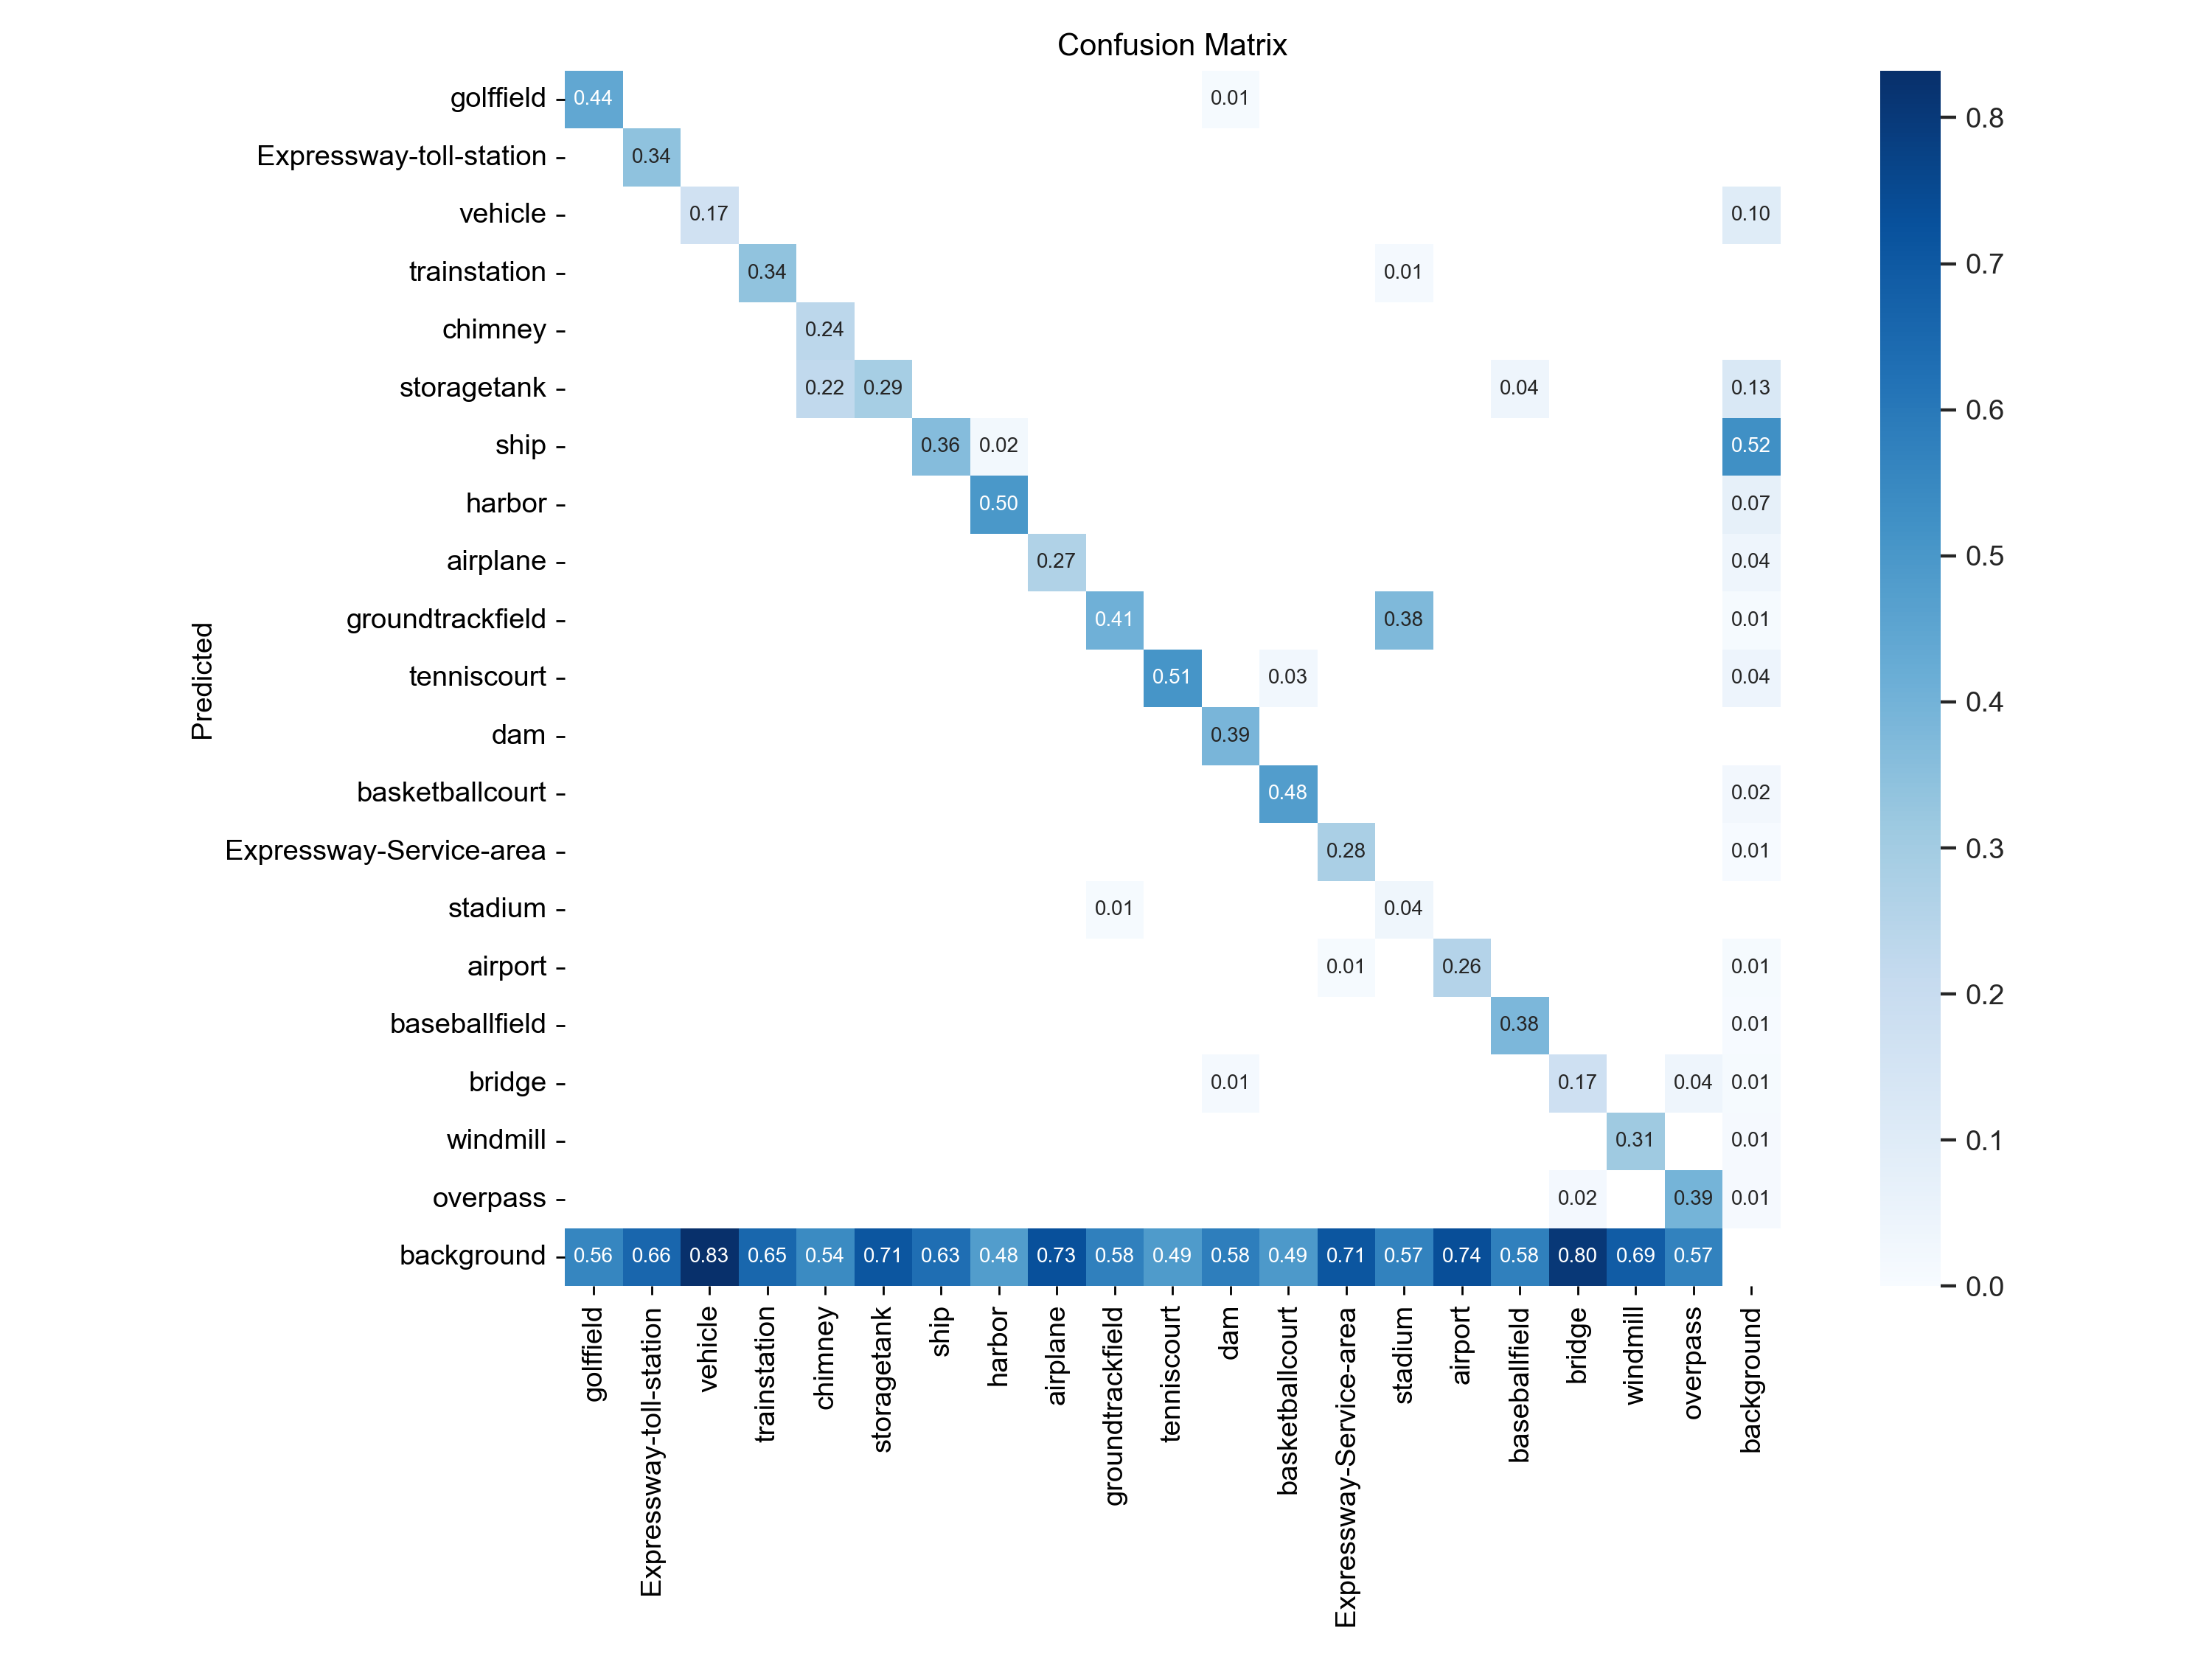 Confusion Matrix
golffield 0.44 0.01
Expressway-toll-station 0.34
vehicle 0.17 0.10
trainstation 0.34 0.01
chimney 0.24
storagetank 0.22 0.29 0.04 0.13
ship 0.36 0.02 0.52
harbor 0.50 0.07
airplane 0.27 0.04
groundtrackfield 0.41 0.38 0.01
tenniscourt 0.51 0.03 0.04
dam 0.39
basketballcourt 0.48 0.02
Expressway-Service-area 0.28 0.01
stadium 0.01 0.04
airport 0.01 0.26 0.01
baseballfield 0.38 0.01
bridge 0.01 0.17 0.04 0.01
windmill 0.31 0.01
overpass 0.02 0.39 0.01
background 0.56 0.66 0.83 0.65 0.54 0.71 0.63 0.48 0.73 0.58 0.49 0.58 0.49 0.71 0.57 0.74 0.58 0.80 0.69 0.57
Predicted
golffield
Expressway-toll-station
vehicle
trainstation
chimney
storagetank
ship
harbor
airplane
groundtrackfield
tenniscourt
dam
basketballcourt
Expressway-Service-area
stadium
airport
baseballfield
bridge
windmill
overpass
background
0.8
0.7
0.6
0.5
0.4
0.3
0.2
0.1
0.0